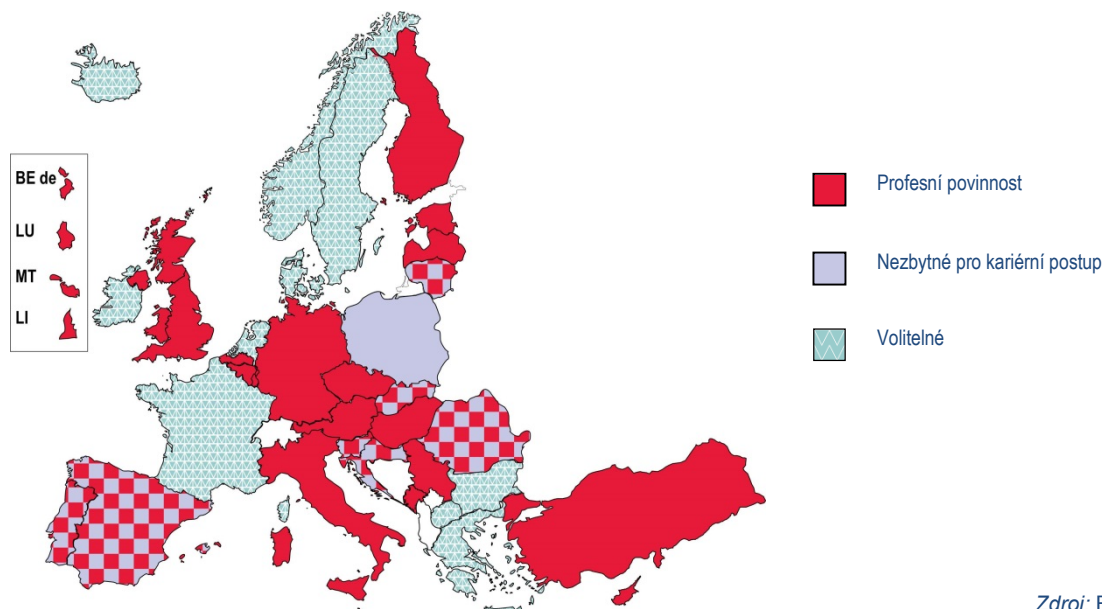 BE de
LU
MT
LI
Profesní povinnost
Nezbytné pro kariérní postup
Volitelné
Zdroj: